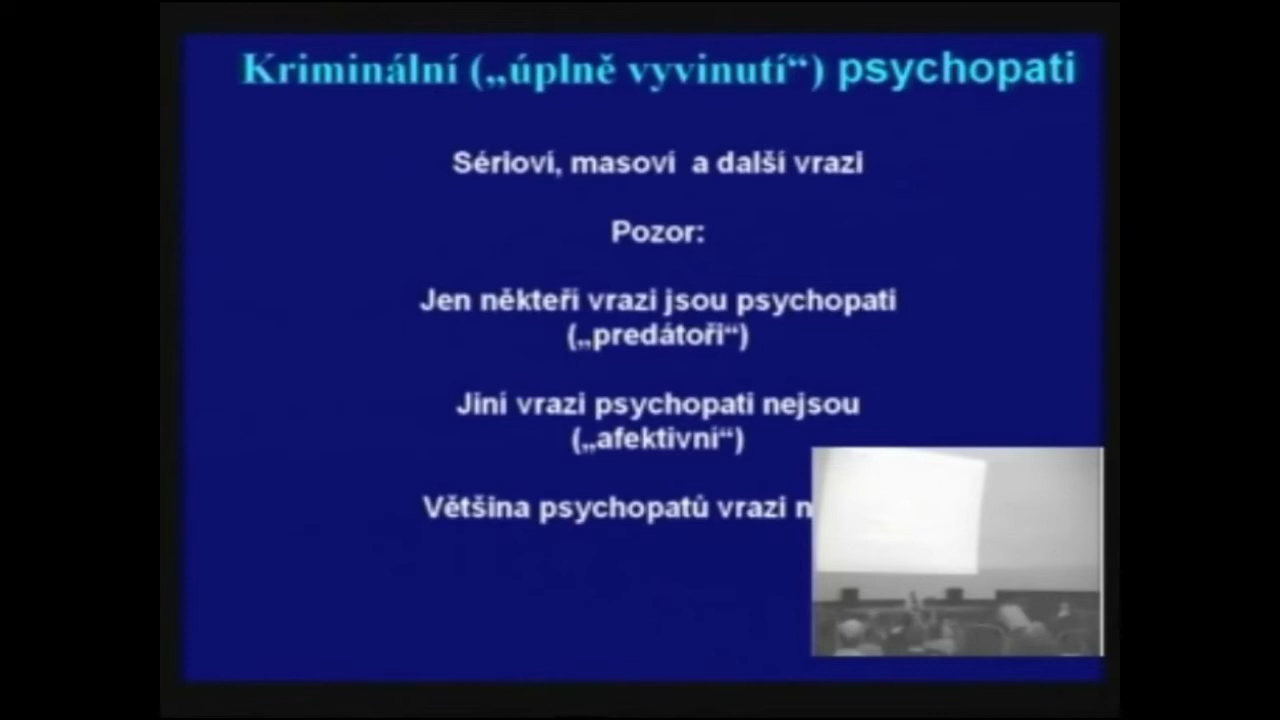 Kriminální („úplně vyvinutí“) psychopati
Sérioví, masoví a další vrazi
Pozor:
Jen někteři vrazi jsou psychopati
(„predátoři“)
Jiní vrazi psychopati nejsou
(„afektivní“)
Většina psychopatů vrazi